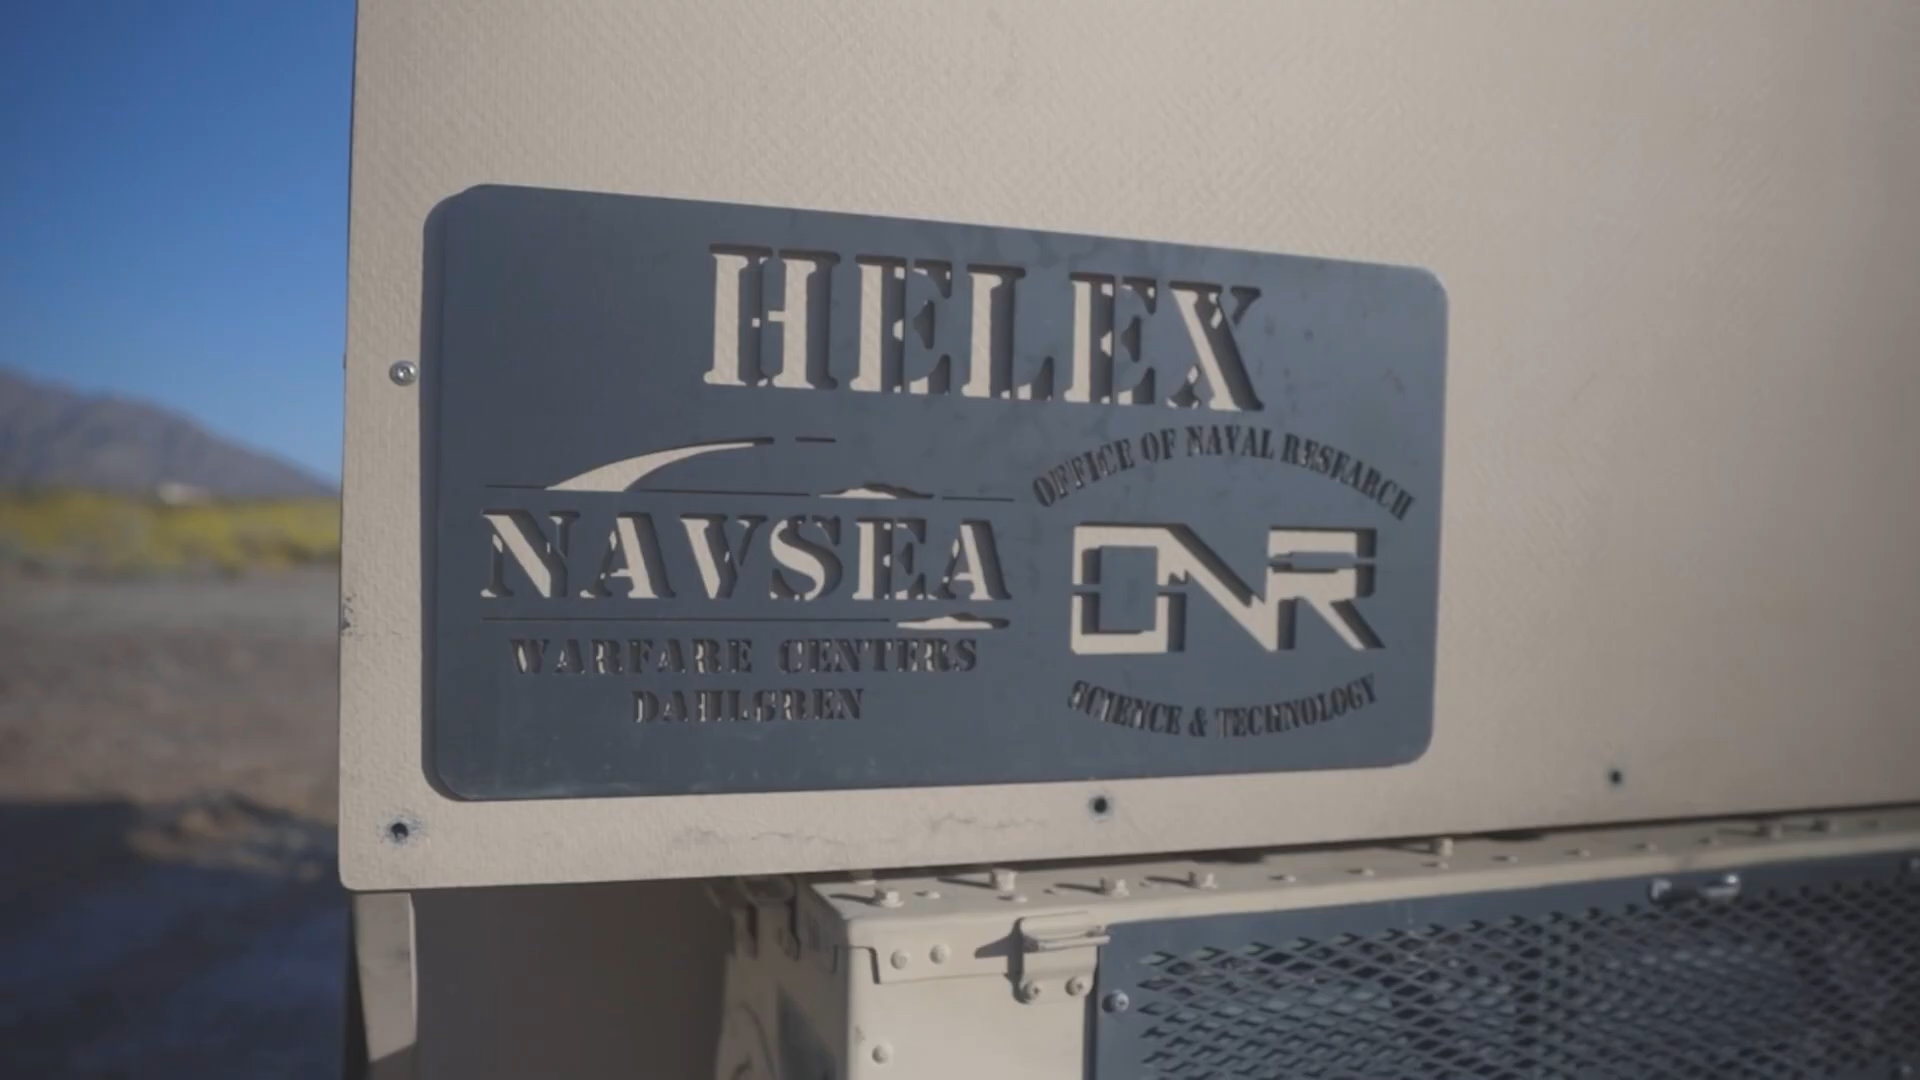 HELEX
NAVSEA
WARFARE CENTERS
DAHLGREN
OFFICE OF NAVAL RESEARCH
ONR
SCIENCE & TECHNOLOGY